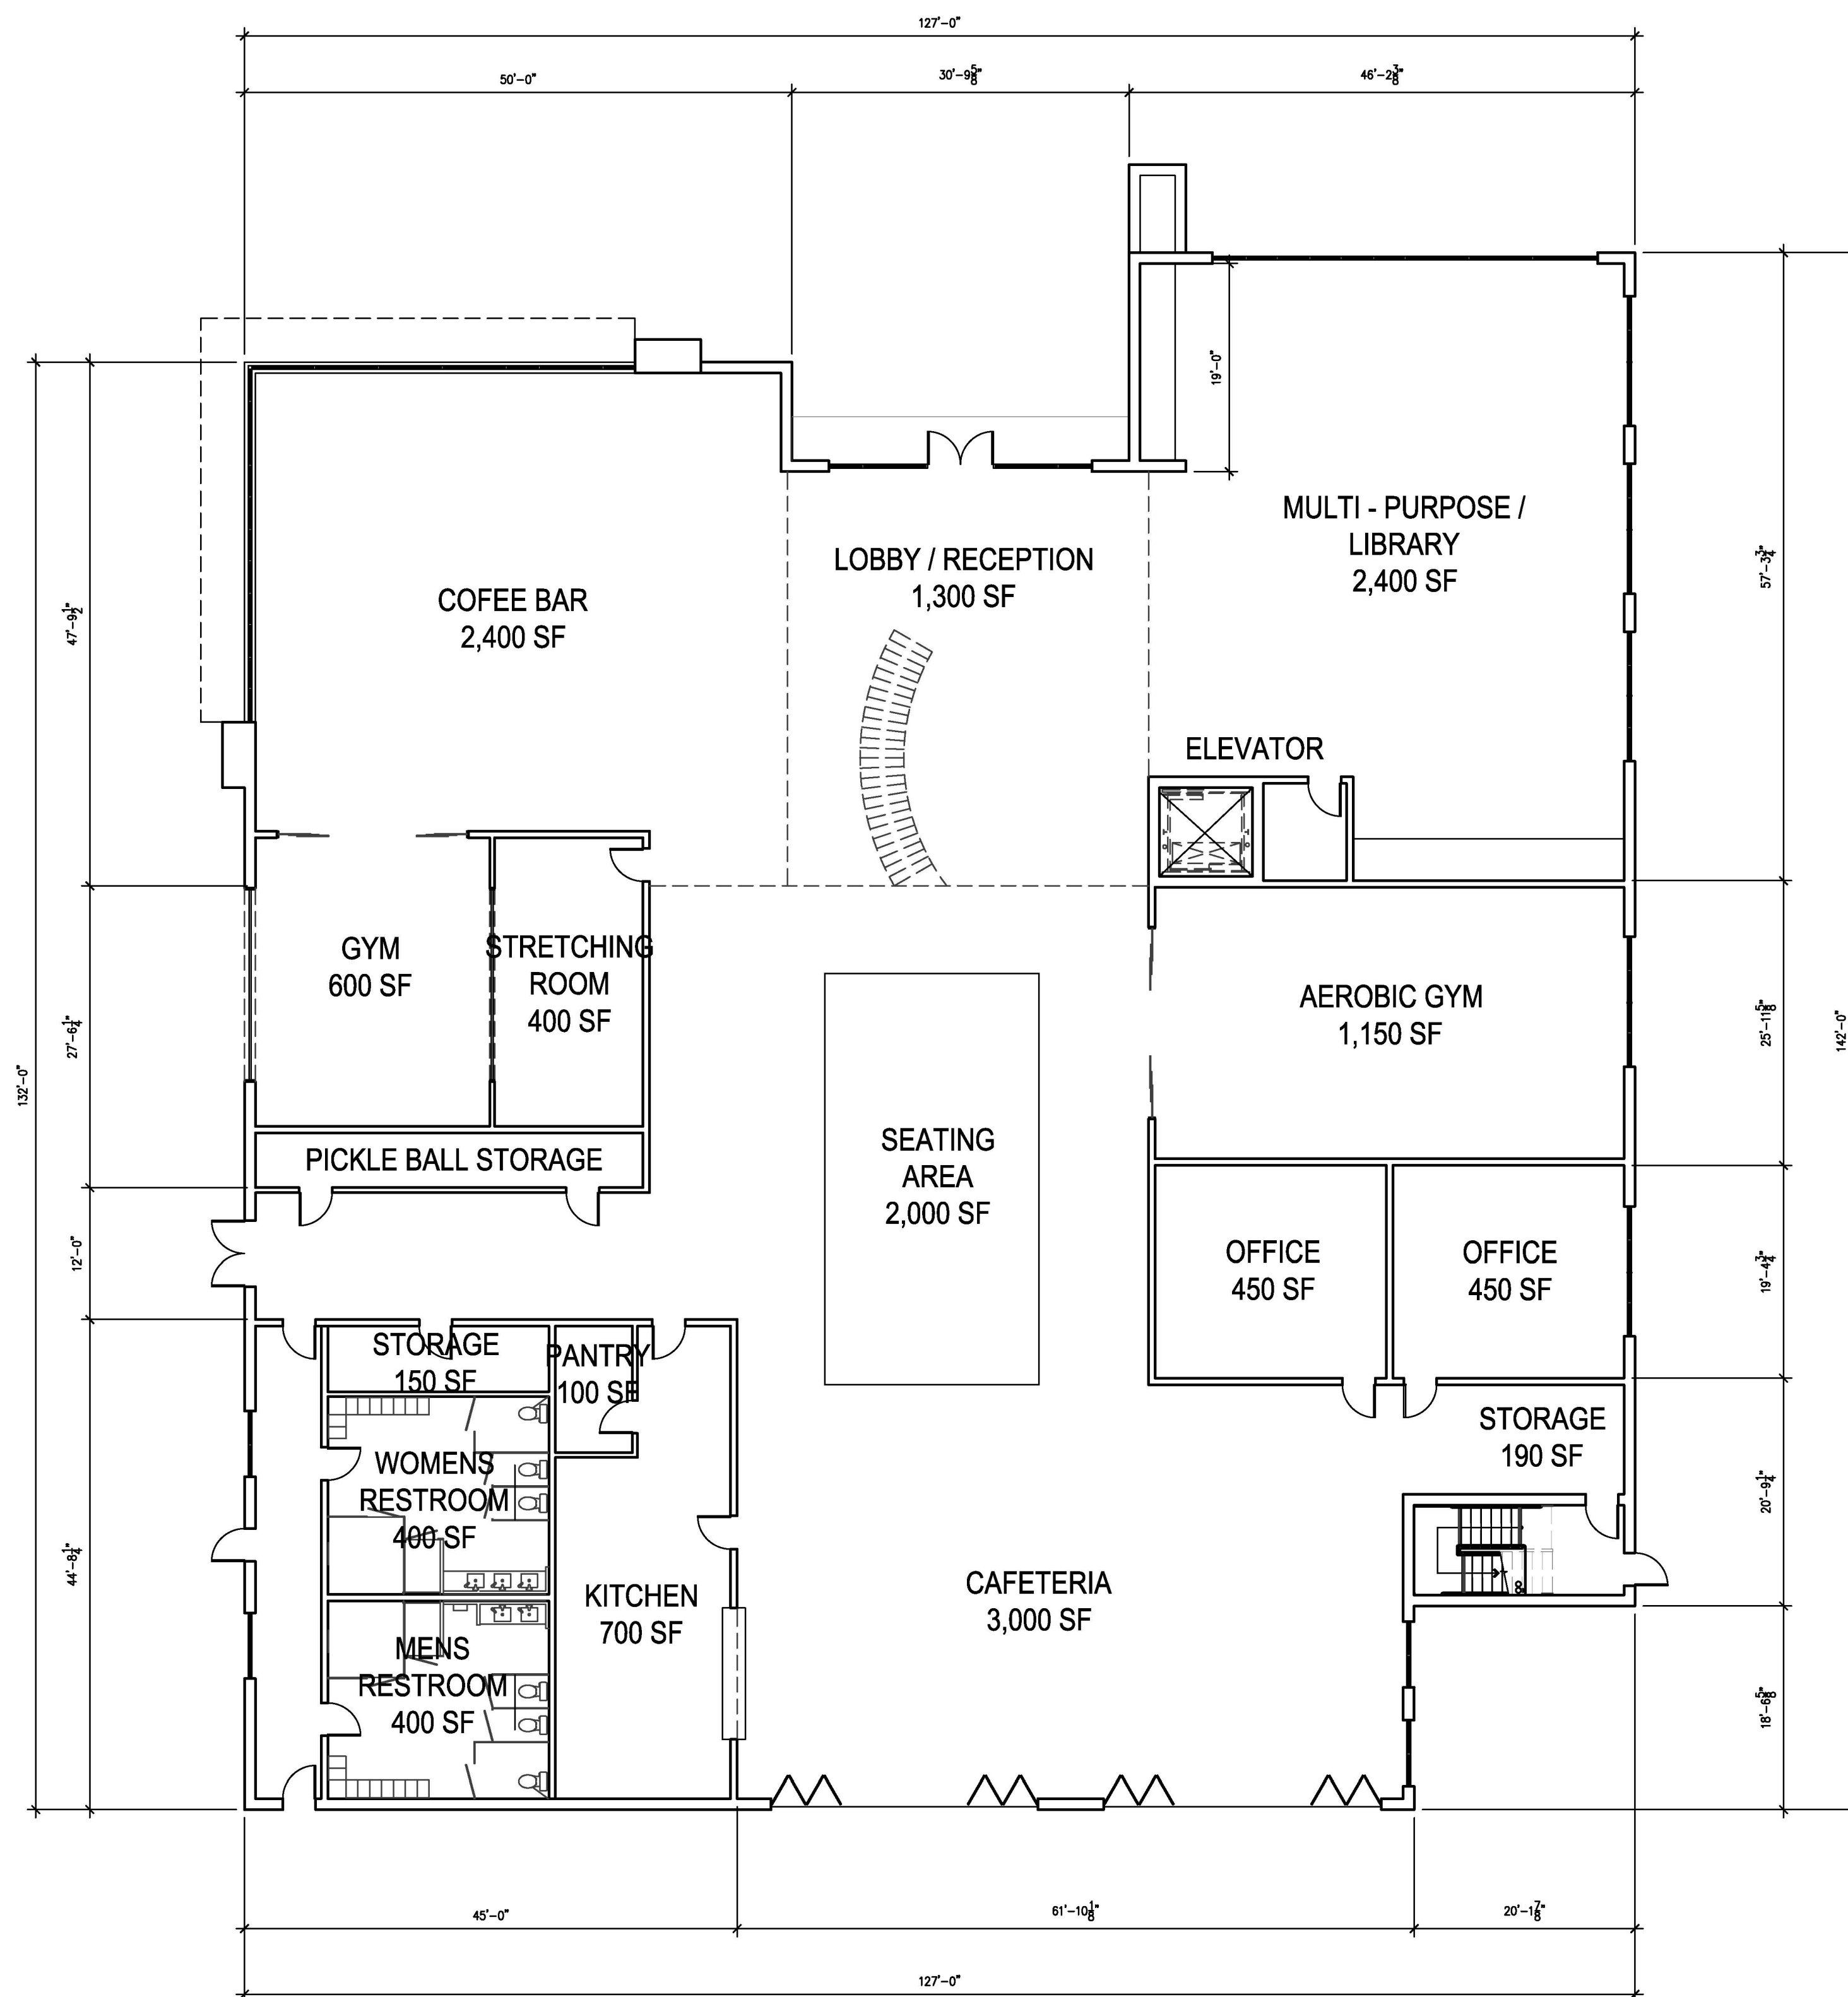 127'-0"
50'-0"
30'-9 5/8"
46'-2 3/8"
19'-0"
MULTI - PURPOSE /
LIBRARY
2,400 SF
LOBBY / RECEPTION
1,300 SF
COFEE BAR
2,400 SF
47'-9 1/2"
57'-3 3/4"
ELEVATOR
GYM
600 SF
STRETCHING
ROOM
400 SF
AEROBIC GYM
1,150 SF
27'-6 1/4"
25'-11 5/8"
132'-0"
142'-0"
PICKLE BALL STORAGE
SEATING
AREA
2,000 SF
12'-0"
OFFICE
450 SF
OFFICE
450 SF
19'-4 3/4"
STORAGE
150 SF
PANTRY
100 SF
STORAGE
190 SF
WOMENS
RESTROOM
400 SF
20'-9 1/4"
44'-8 1/4"
KITCHEN
700 SF
CAFETERIA
3,000 SF
MENS
RESTROOM
400 SF
18'-6 5/8"
45'-0"
61'-10 1/8"
20'-1 7/8"
127'-0"